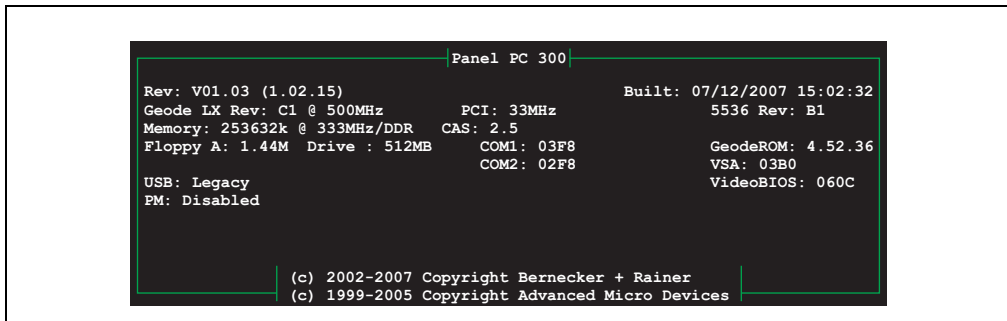 Panel PC 300
Rev: V01.03 (1.02.15) Built: 07/12/2007 15:02:32
Geode LX Rev: C1 @ 500MHz PCI: 33MHz 5536 Rev: B1
Memory: 253632k @ 333MHz/DDR CAS: 2.5
Floppy A: 1.44M Drive : 512MB COM1: 03F8 GeodeROM: 4.52.36
COM2: 02F8 VSA: 03B0
USB: Legacy VideoBIOS: 060C
PM: Disabled
(c) 2002-2007 Copyright Bernecker + Rainer
(c) 1999-2005 Copyright Advanced Micro Devices